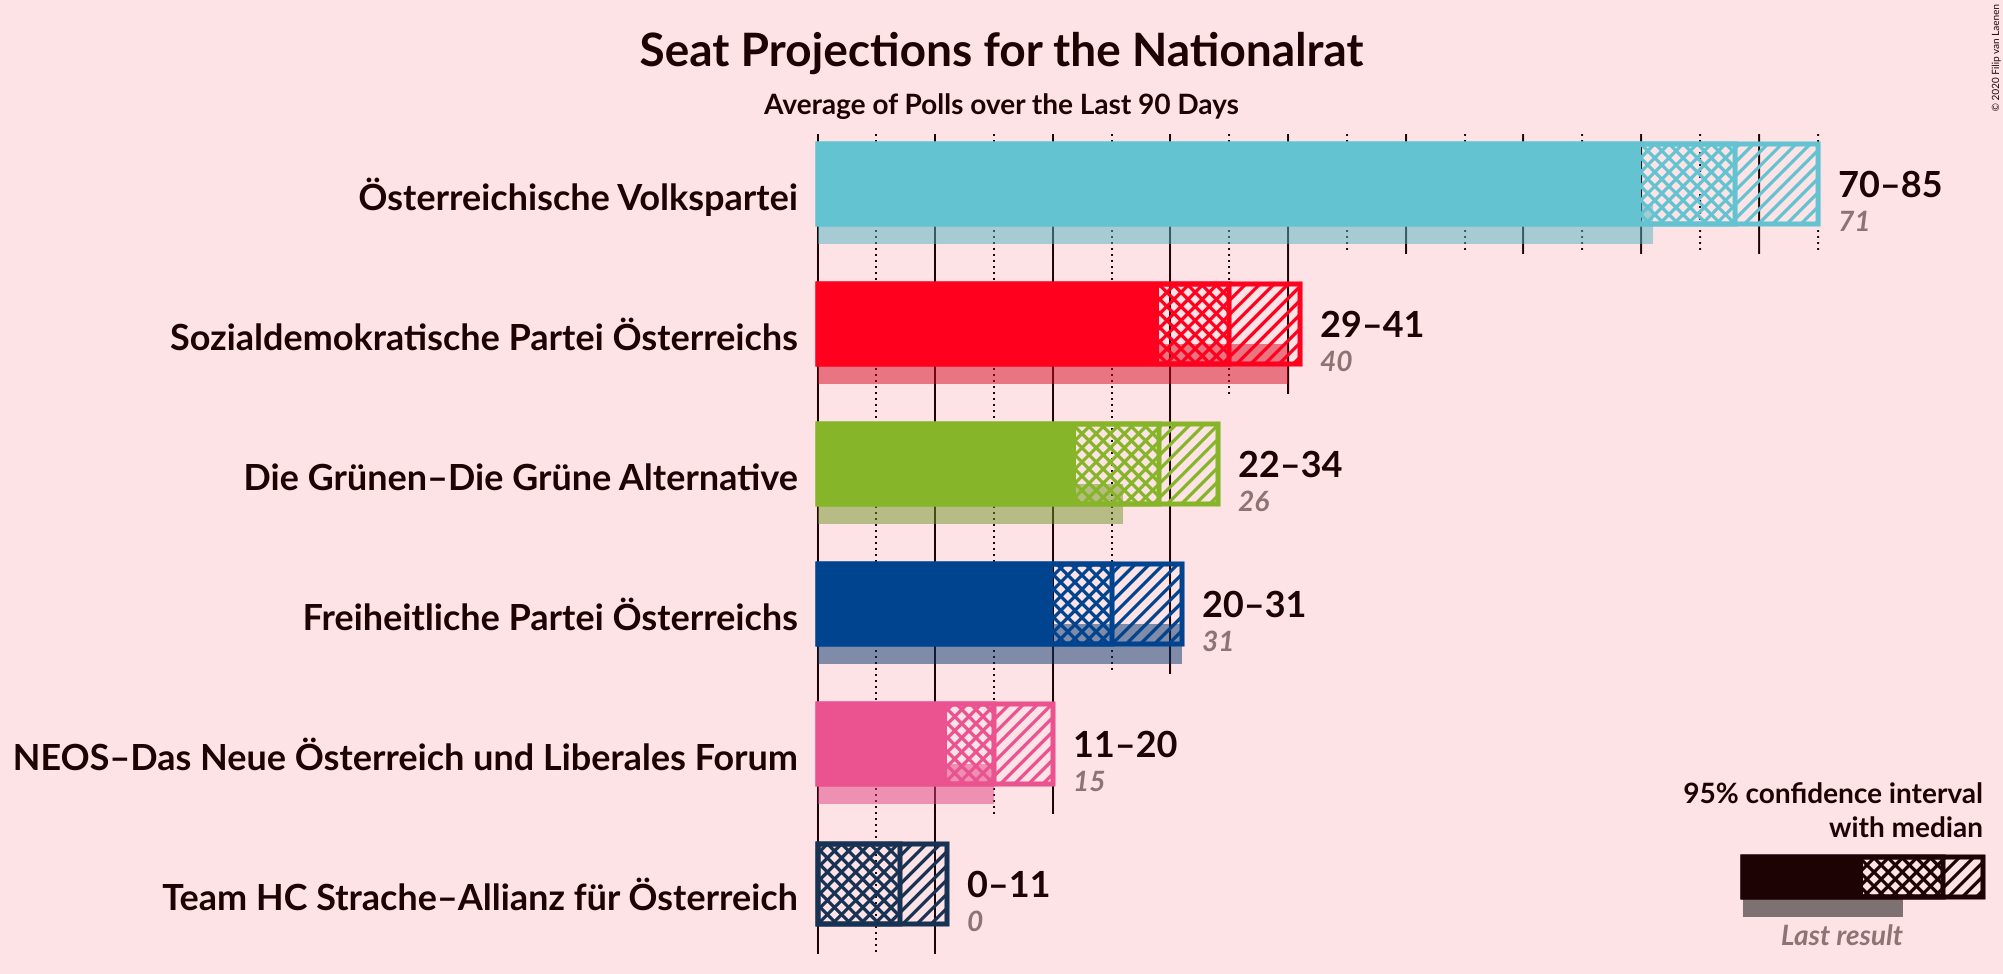 Seat Projections for the Nationalrat
Average of Polls over the Last 90 Days
© 2020 Filip van Laenen
Österreichische Volkspartei
70–85
71
Sozialdemokratische Partei Österreichs
29–41
40
Die Grünen–Die Grüne Alternative
22–34
26
Freiheitliche Partei Österreichs
20–31
31
NEOS–Das Neue Österreich und Liberales Forum
11–20
15
Team HC Strache–Allianz für Österreich
0–11
0
95% confidence interval
with median
Last result